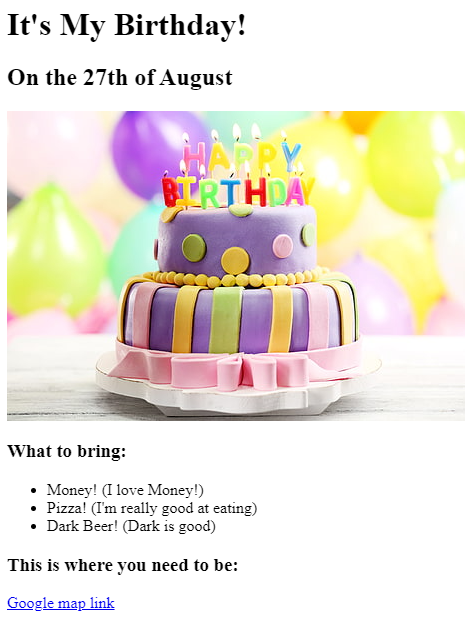 It's My Birthday!
On the 27th of August
HAPPY
BIRTHDAY
What to bring:
Money! (I love Money!)
Pizza! (I'm really good at eating)
Dark Beer! (Dark is good)
This is where you need to be:
Google map link